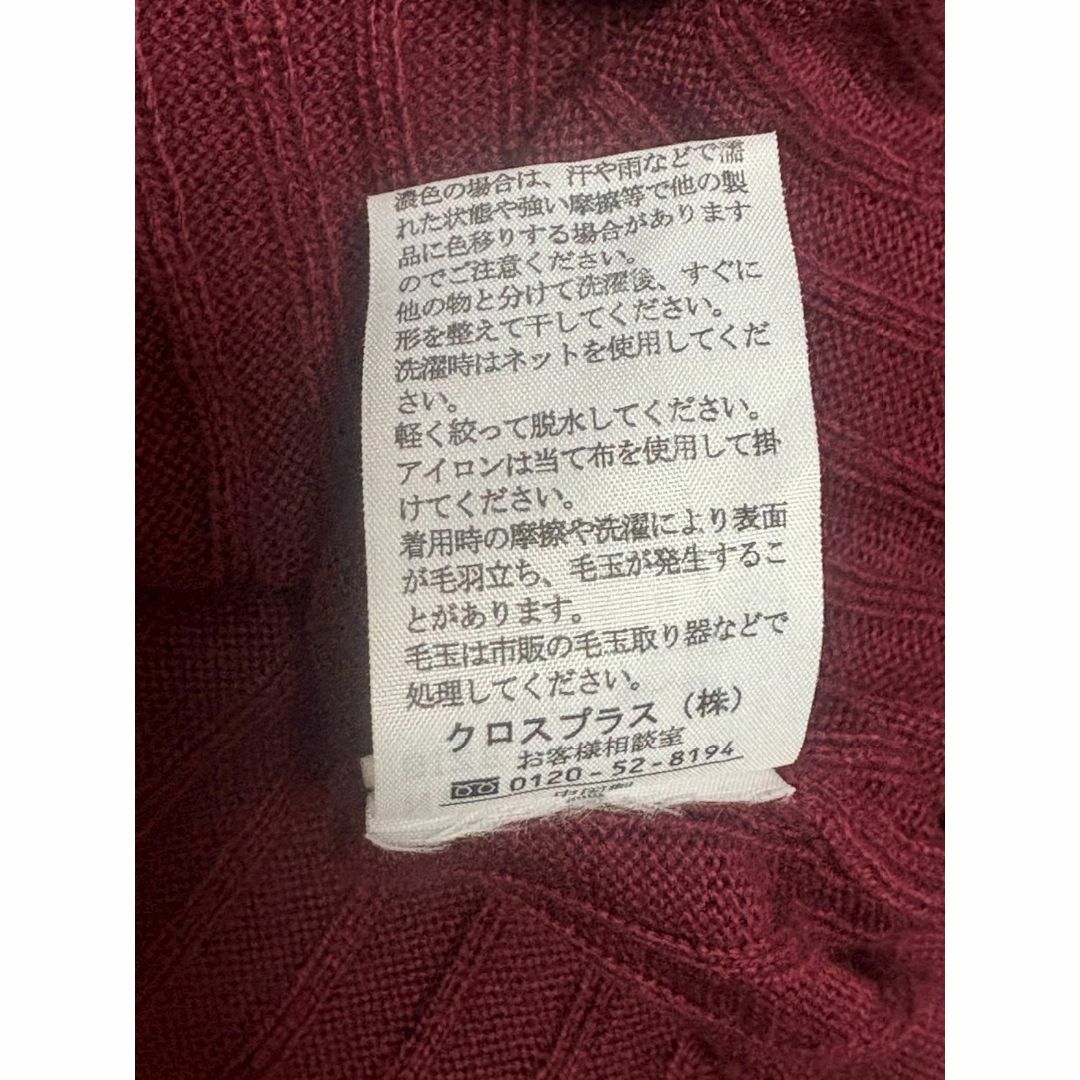 濃色の場合は、汗や雨などで濡
れた状態や強い摩擦等で他の製
品に色移りする場合があります
のでご注意ください。
他の物と分けて洗濯後、すぐに
形を整えて干してください。
洗濯時はネットを使用してくだ
さい。
軽く絞って脱水してください。
アイロンは当て布を使用して掛
けてください。
着用時の摩擦や洗濯により表面
が毛羽立ち、毛玉が発生するこ
とがあります。
毛玉は市販の毛玉取り器などで
処理してください。
クロスプラス（株）
お客様相談室
0120-52-8194
中国製